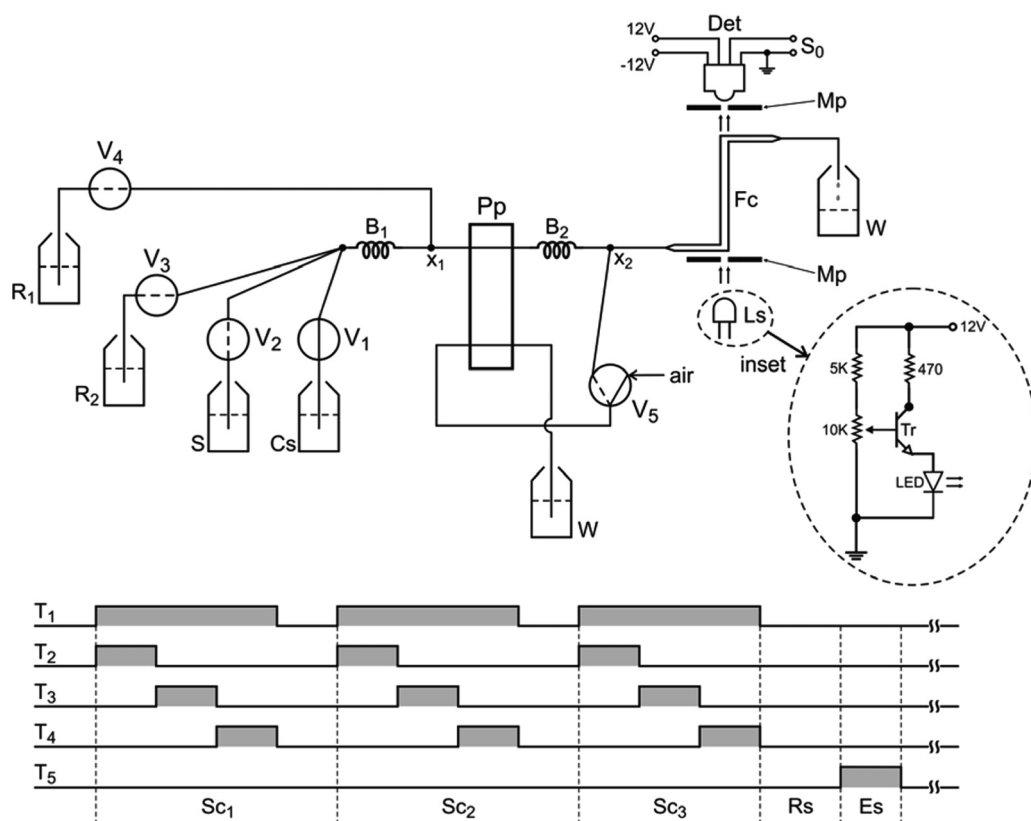 Det
12V
-12V
S0
Mp
V4
Fc
W
Pp
B1
B2
x1
x2
V3
R1
Mp
V2
V1
Ls
inset
air
V5
R2
S
Cs
W
12V
5K
470
10K
Tr
LED
T1
T2
T3
T4
T5
Sc1
Sc2
Sc3
Rs
Es